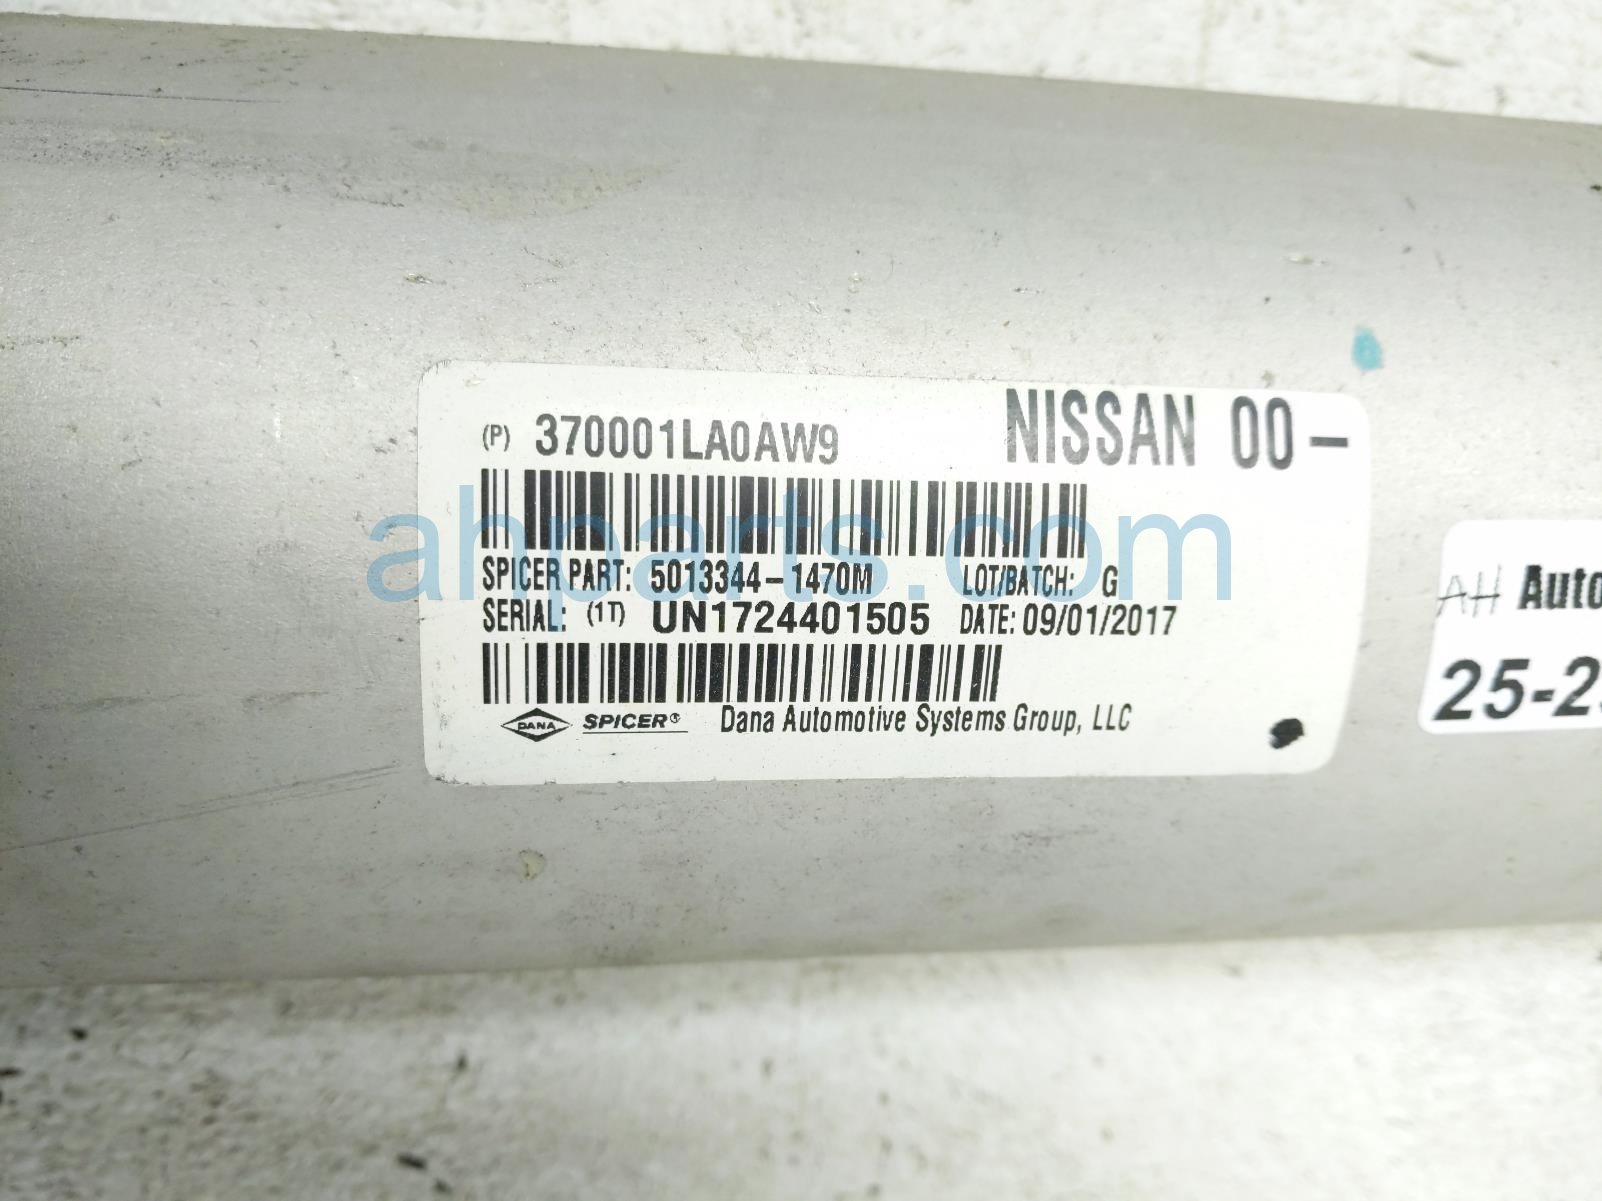 (P) 370001LA0AW9 NISSAN 00-
SPICER PART: 5013344-1470M LOT/BATCH: G
SERIAL: (1T) UN1724401505 DATE: 09/01/2017
DANA SPICER® Dana Automotive Systems Group, LLC
AH Auto
25-2
ahparts.com